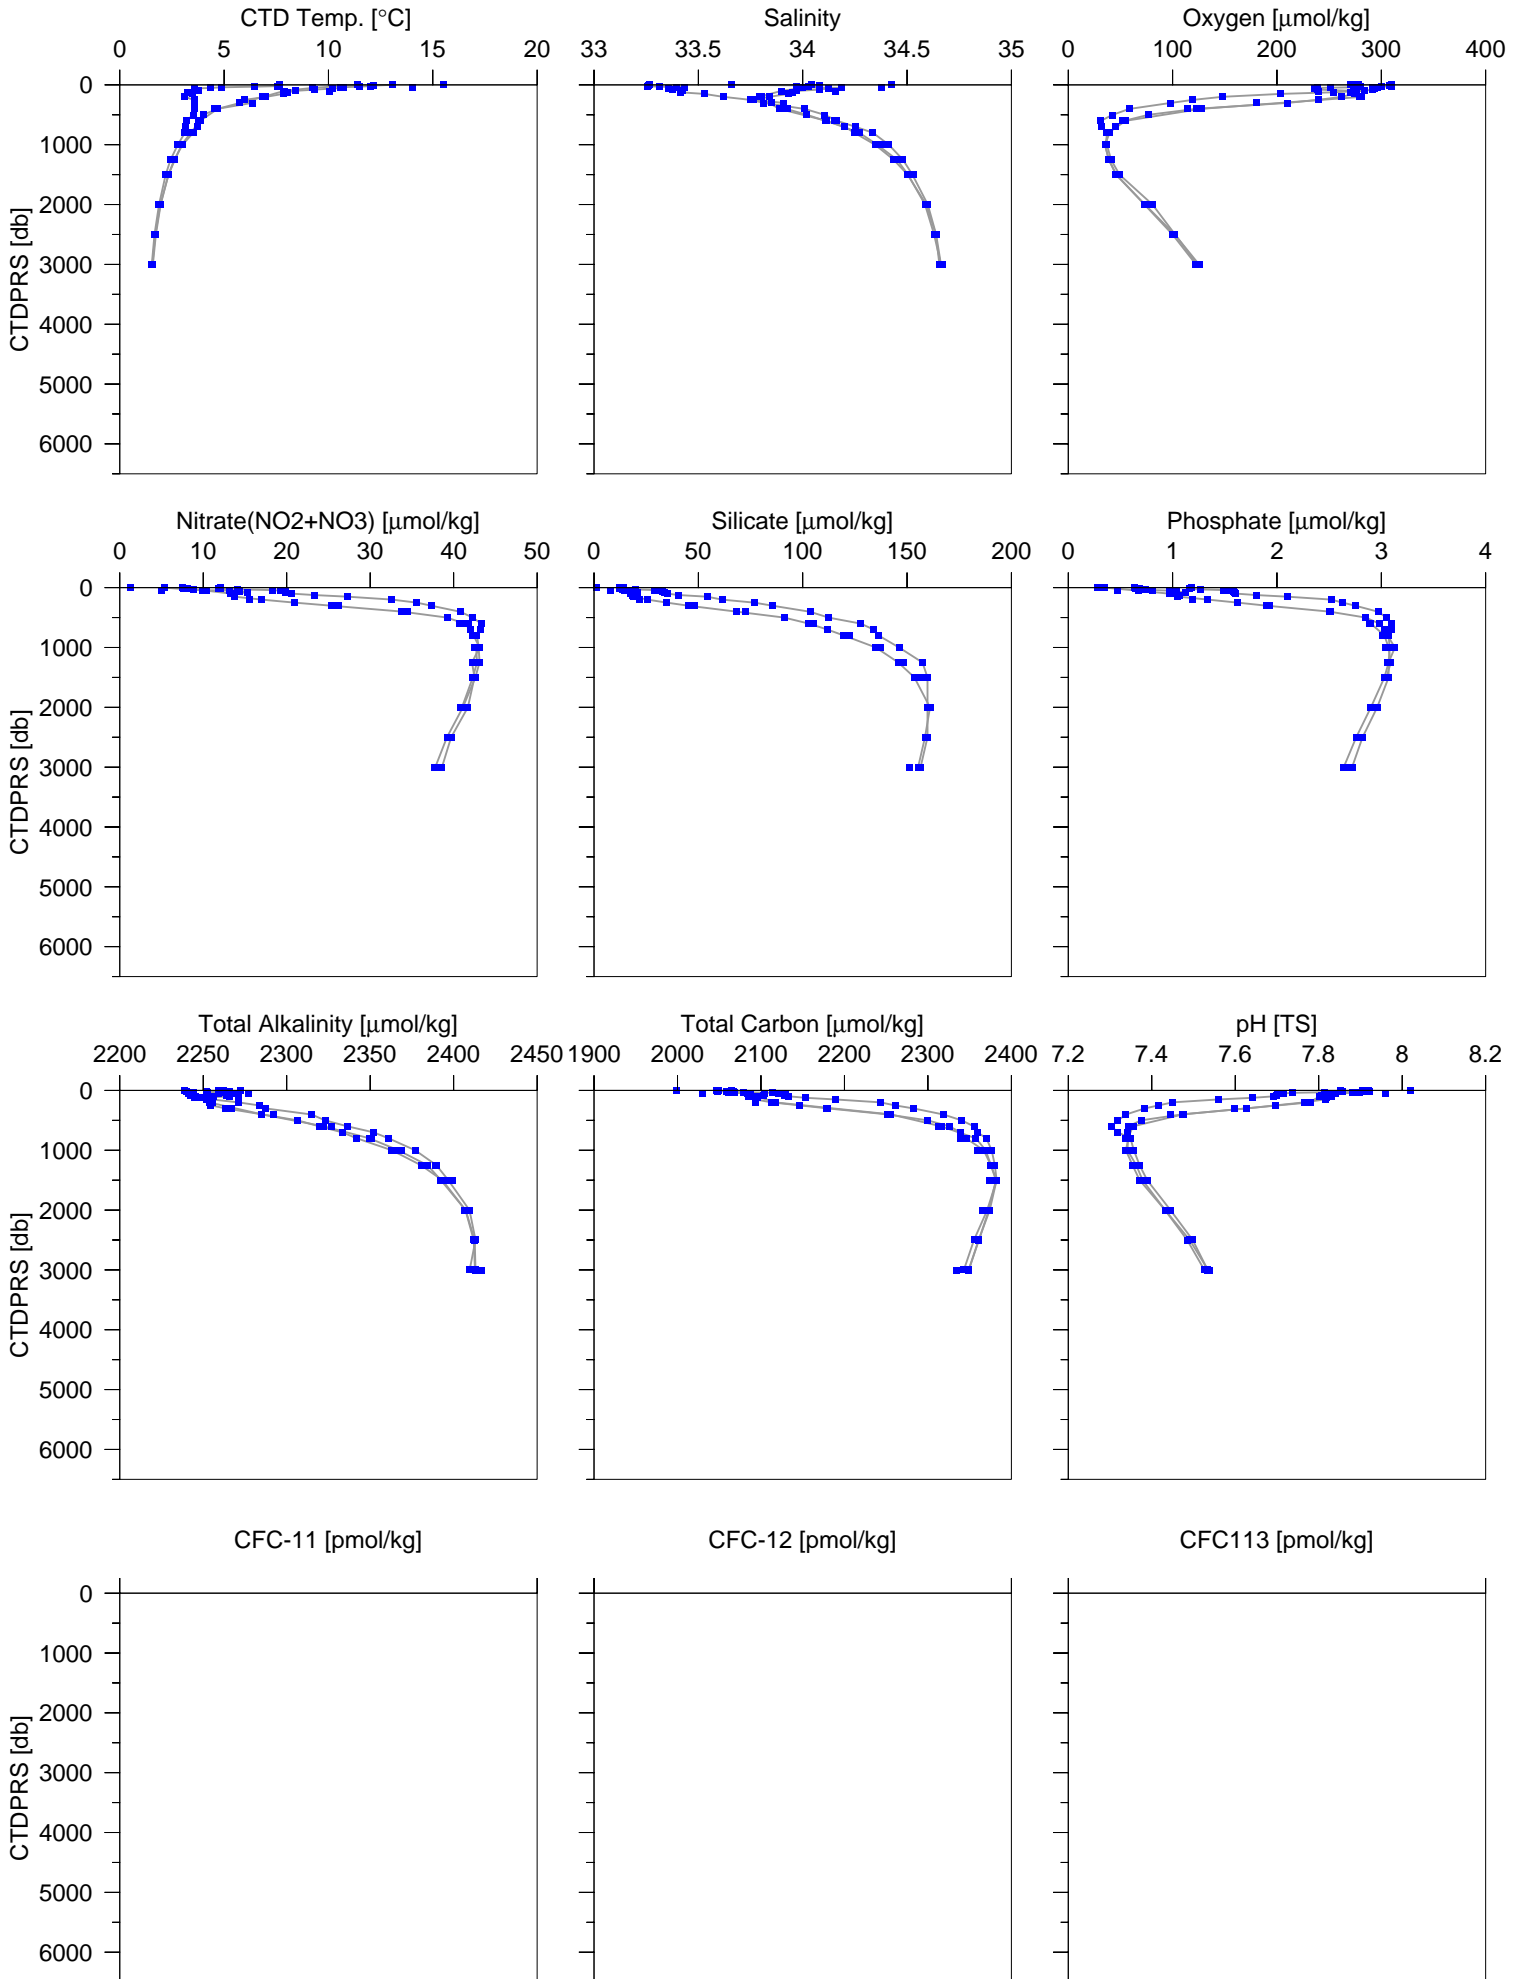 CTD Temp. [°C] Salinity Oxygen [µmol/kg]
0 5 10 15 20 33 33.5 34 34.5 35 0 100 200 300 400
0
1000
2000
3000
4000
5000
6000
CTDPRS [db]
Nitrate(NO2+NO3) [µmol/kg] Silicate [µmol/kg] Phosphate [µmol/kg]
0 10 20 30 40 50 0 50 100 150 200 0 1 2 3 4
0
1000
2000
3000
4000
5000
6000
CTDPRS [db]
Total Alkalinity [µmol/kg] Total Carbon [µmol/kg] pH [TS]
2200 2250 2300 2350 2400 2450 1900 2000 2100 2200 2300 2400 7.2 7.4 7.6 7.8 8 8.2
0
1000
2000
3000
4000
5000
6000
CTDPRS [db]
CFC-11 [pmol/kg] CFC-12 [pmol/kg] CFC113 [pmol/kg]
0
1000
2000
3000
4000
5000
6000
CTDPRS [db]